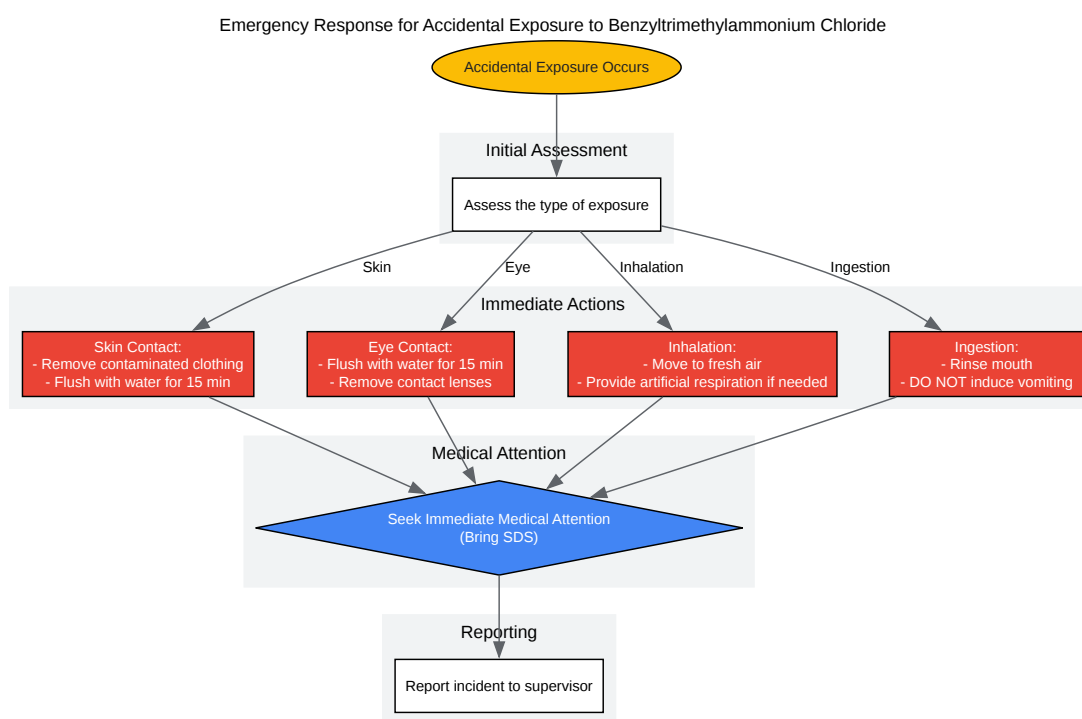 Emergency Response for Accidental Exposure to Benzyltrimethylammonium Chloride
Accidental Exposure Occurs
Initial Assessment
Assess the type of exposure
Skin
Eye
Inhalation
Ingestion
Immediate Actions
Skin Contact:
- Remove contaminated clothing
- Flush with water for 15 min
Eye Contact:
- Flush with water for 15 min
- Remove contact lenses
Inhalation:
- Move to fresh air
- Provide artificial respiration if needed
Ingestion:
- Rinse mouth
- DO NOT induce vomiting
Medical Attention
Seek Immediate Medical Attention
(Bring SDS)
Reporting
Report incident to supervisor